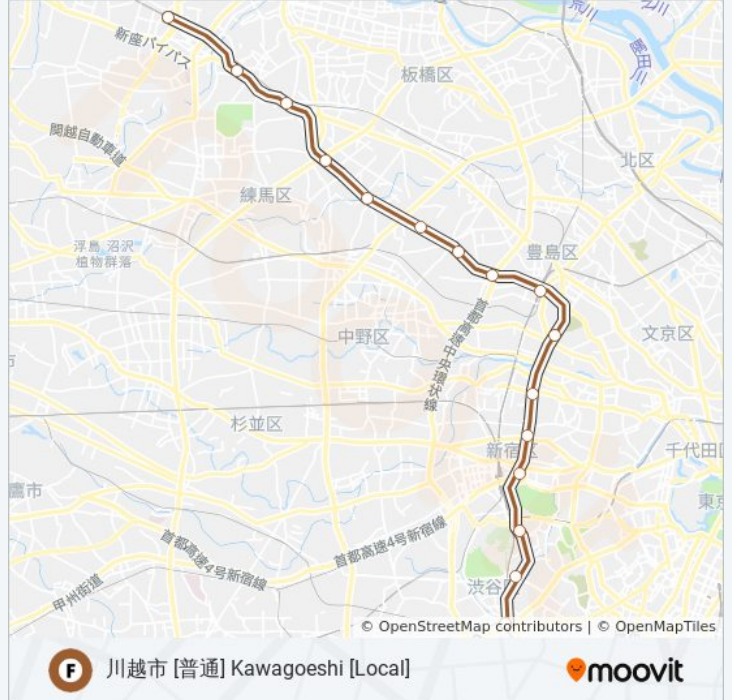 荒川
新座バイパス
隅田川
板橋区
関越自動車道
北区
練馬区
浮島 沼沢
植物群落
豊島区
首都高速中央環状線
中野区
文京区
杉並区
新宿区
千代田区
鷹市
東京
首都高速4号新宿線
首都高速4号新宿線
甲州街道
渋谷区
© OpenStreetMap contributors | © OpenMapTiles
F 川越市 [普通] Kawagoeshi [Local]
moovit